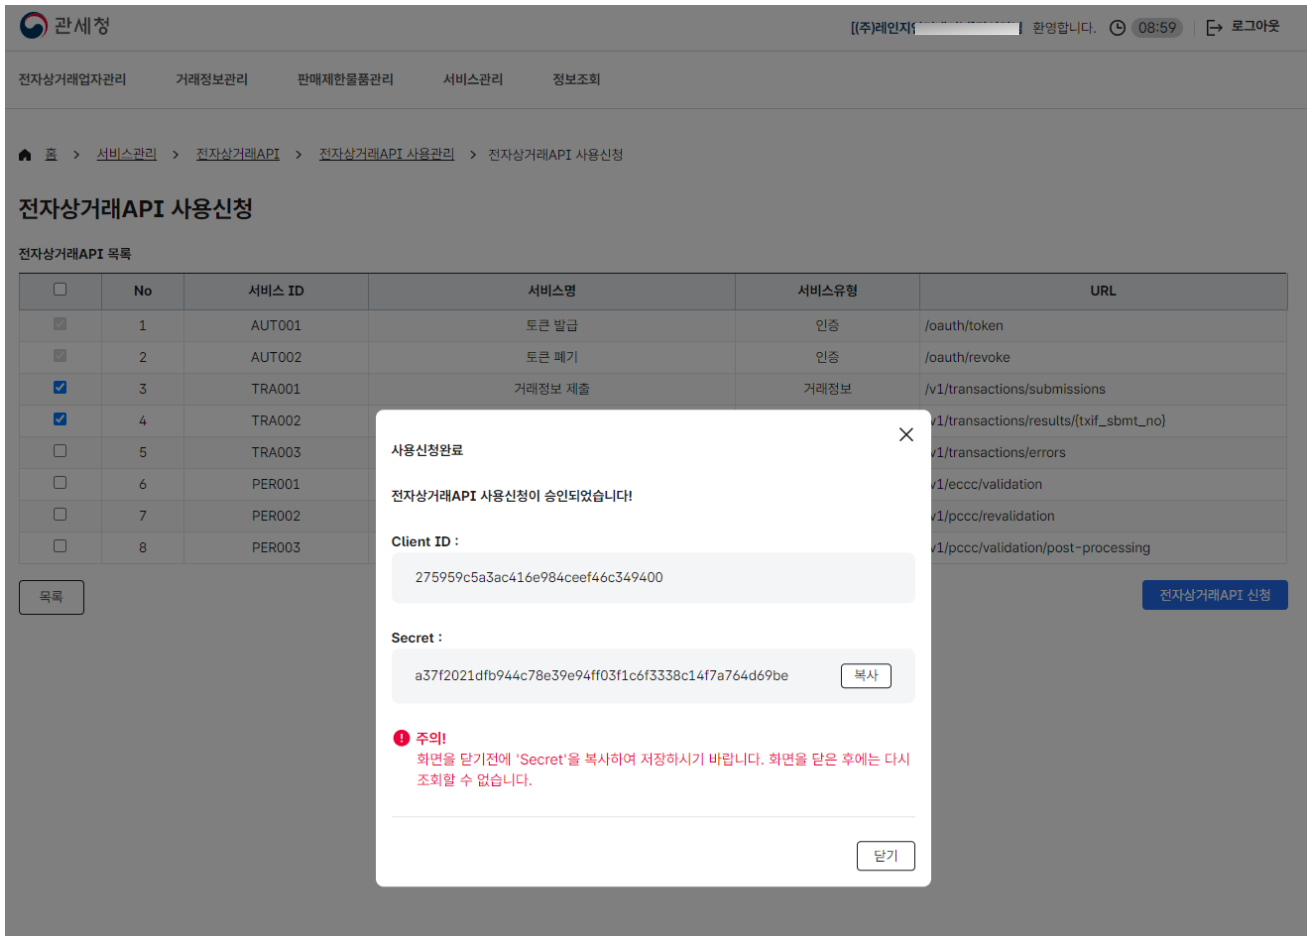 관세청
[(주)레인지 환영합니다. 08:59 로그아웃
전자상거래업자관리 거래정보관리 판매제한물품관리 서비스관리 정보조회
홈 > 서비스관리 > 전자상거래API > 전자상거래API 사용관리 > 전자상거래API 사용신청
전자상거래API 사용신청
전자상거래API 목록
No 서비스 ID 서비스명 서비스유형 URL
1 AUT001 토큰 발급 인증 /oauth/token
2 AUT002 토큰 폐기 인증 /oauth/revoke
3 TRA001 거래정보 제출 거래정보 /v1/transactions/submissions
4 TRA002 v1/transactions/results/{txif_sbmt_no}
5 TRA003 v1/transactions/errors
6 PER001 v1/eccc/validation
7 PER002 v1/pccc/revalidation
8 PER003 v1/pccc/validation/post-processing
목록 전자상거래API 신청
사용신청완료
전자상거래API 사용신청이 승인되었습니다!
Client ID :
275959c5a3ac416e984ceef46c349400
Secret :
a37f2021dfb944c78e39e94ff03f1c6f3338c14f7a764d69be 복사
주의!
화면을 닫기전에 'Secret'을 복사하여 저장하시기 바랍니다. 화면을 닫은 후에는 다시
조회할 수 없습니다.
닫기